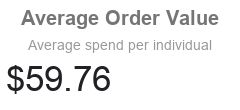 Average Order Value
Average spend per individual
$59.76